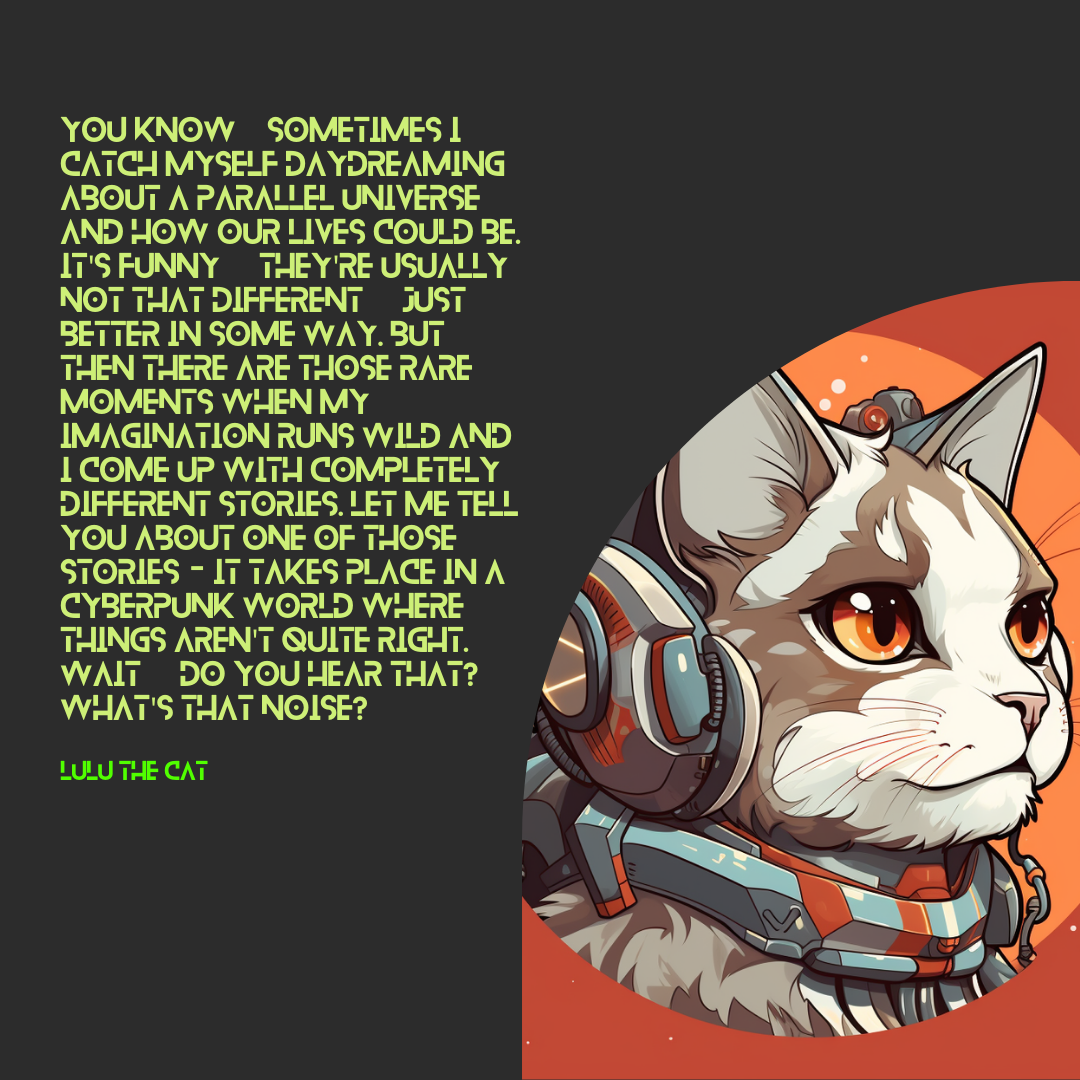 YOU KNOW SOMETIMES I
CATCH MYSELF DAYDREAMING
ABOUT A PARALLEL UNIVERSE
AND HOW OUR LIVES COULD BE.
IT'S FUNNY THEY'RE USUALLY
NOT THAT DIFFERENT JUST
BETTER IN SOME WAY. BUT
THEN THERE ARE THOSE RARE
MOMENTS WHEN MY
IMAGINATION RUNS WILD AND
I COME UP WITH COMPLETELY
DIFFERENT STORIES. LET ME TELL
YOU ABOUT ONE OF THOSE
STORIES - IT TAKES PLACE IN A
CYBERPUNK WORLD WHERE
THINGS AREN'T QUITE RIGHT.
WAIT DO YOU HEAR THAT?
WHAT'S THAT NOISE?
LULU THE CAT